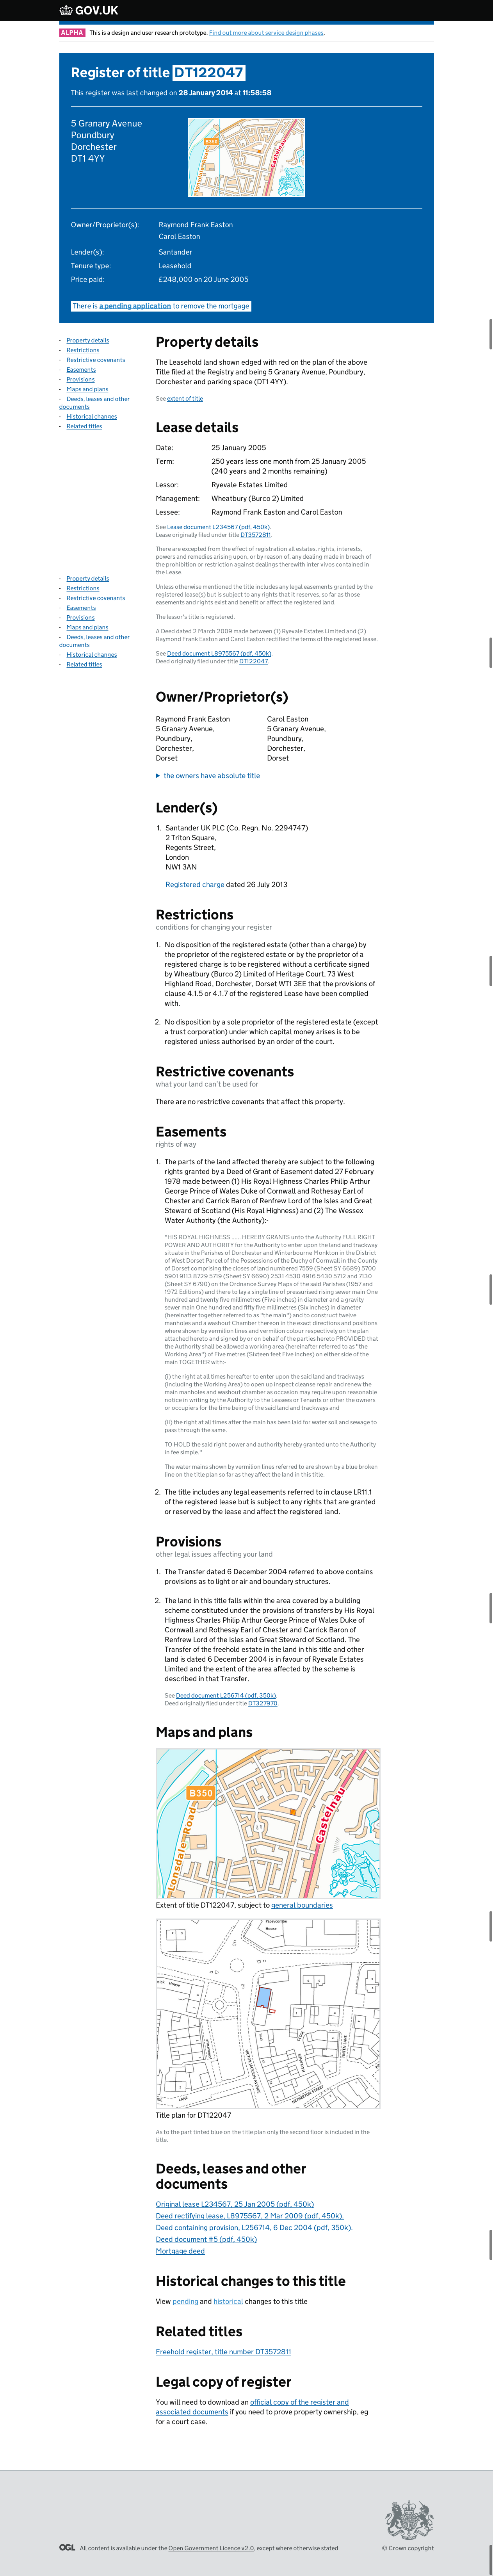 GOV.UK
ALPHA This is a design and user research prototype. Find out more about service design phases.
Register of title DT122047
This register was last changed on 28 January 2014 at 11:58:58
5 Granary Avenue
Poundbury
Dorchester
DT1 4YY
B350
Castelnau
Owner/Proprietor(s): Raymond Frank Easton
Carol Easton
Lender(s): Santander
Tenure type: Leasehold
Price paid: £248,000 on 20 June 2005
There is a pending application to remove the mortgage
- Property details
- Restrictions
- Restrictive covenants
- Easements
- Provisions
- Maps and plans
- Deeds, leases and other
documents
- Historical changes
- Related titles
- Property details
- Restrictions
- Restrictive covenants
- Easements
- Provisions
- Maps and plans
- Deeds, leases and other
documents
- Historical changes
- Related titles
Property details
The Leasehold land shown edged with red on the plan of the above
Title filed at the Registry and being 5 Granary Avenue, Poundbury,
Dorchester and parking space (DT1 4YY).
See extent of title
Lease details
Date: 25 January 2005
Term: 250 years less one month from 25 January 2005
(240 years and 2 months remaining)
Lessor: Ryevale Estates Limited
Management: Wheatbury (Burco 2) Limited
Lessee: Raymond Frank Easton and Carol Easton
See Lease document L234567 (pdf, 450k).
Lease originally filed under title DT3572811.
There are excepted from the effect of registration all estates, rights, interests,
powers and remedies arising upon, or by reason of, any dealing made in breach of
the prohibition or restriction against dealings therewith inter vivos contained in
the Lease.
Unless otherwise mentioned the title includes any legal easements granted by the
registered lease(s) but is subject to any rights that it reserves, so far as those
easements and rights exist and benefit or affect the registered land.
The lessor's title is registered.
A Deed dated 2 March 2009 made between (1) Ryevale Estates Limited and (2)
Raymond Frank Easton and Carol Easton rectified the terms of the registered lease.
See Deed document L8975567 (pdf, 450k).
Deed originally filed under title DT122047.
Owner/Proprietor(s)
Raymond Frank Easton
5 Granary Avenue,
Poundbury,
Dorchester,
Dorset
Carol Easton
5 Granary Avenue,
Poundbury,
Dorchester,
Dorset
the owners have absolute title
Lender(s)
1. Santander UK PLC (Co. Regn. No. 2294747)
2 Triton Square,
Regents Street,
London
NW1 3AN
Registered charge dated 26 July 2013
Restrictions
conditions for changing your register
1. No disposition of the registered estate (other than a charge) by
the proprietor of the registered estate or by the proprietor of a
registered charge is to be registered without a certificate signed
by Wheatbury (Burco 2) Limited of Heritage Court, 73 West
Highland Road, Dorchester, Dorset WT1 3EE that the provisions of
clause 4.1.5 or 4.1.7 of the registered Lease have been complied
with.
2. No disposition by a sole proprietor of the registered estate (except
a trust corporation) under which capital money arises is to be
registered unless authorised by an order of the court.
Restrictive covenants
what your land can't be used for
There are no restrictive covenants that affect this property.
Easements
rights of way
1. The parts of the land affected thereby are subject to the following
rights granted by a Deed of Grant of Easement dated 27 February
1978 made between (1) His Royal Highness Charles Philip Arthur
George Prince of Wales Duke of Cornwall and Rothesay Earl of
Chester and Carrick Baron of Renfrew Lord of the Isles and Great
Steward of Scotland (His Royal Highness) and (2) The Wessex
Water Authority (the Authority):-
"HIS ROYAL HIGHNESS ...... HEREBY GRANTS unto the Authority FULL RIGHT
POWER AND AUTHORITY for the Authority to enter upon the land and trackway
situate in the Parishes of Dorchester and Winterbourne Monkton in the District
of West Dorset Parcel of the Possessions of the Duchy of Cornwall in the County
of Dorset comprising the closes of land numbered 7559 (Sheet SY 6689) 5700
5901 9113 8729 5719 (Sheet SY 6690) 2531 4530 4916 5430 5712 and 7130
(Sheet SY 6790) on the Ordnance Survey Maps of the said Parishes (1957 and
1972 Editions) and there to lay a single line of pressurised rising sewer main One
hundred and twenty five millimetres (Five inches) in diameter and a gravity
sewer main One hundred and fifty five millimetres (Six inches) in diameter
(hereinafter together referred to as "the main") and to construct twelve
manholes and a washout Chamber thereon in the exact directions and positions
where shown by vermilion lines and vermilion colour respectively on the plan
attached hereto and signed by or on behalf of the parties hereto PROVIDED that
the Authority shall be allowed a working area (hereinafter referred to as "the
Working Area") of Five metres (Sixteen feet Five inches) on either side of the
main TOGETHER with:-
(i) the right at all times hereafter to enter upon the said land and trackways
(including the Working Area) to open up inspect cleanse repair and renew the
main manholes and washout chamber as occasion may require upon reasonable
notice in writing by the Authority to the Lessees or Tenants or other the owners
or occupiers for the time being of the said land and trackways and
(ii) the right at all times after the main has been laid for water soil and sewage to
pass through the same.
TO HOLD the said right power and authority hereby granted unto the Authority
in fee simple."
The water mains shown by vermilion lines referred to are shown by a blue broken
line on the title plan so far as they affect the land in this title.
2. The title includes any legal easements referred to in clause LR11.1
of the registered lease but is subject to any rights that are granted
or reserved by the lease and affect the registered land.
Provisions
other legal issues affecting your land
1. The Transfer dated 6 December 2004 referred to above contains
provisions as to light or air and boundary structures.
2. The land in this title falls within the area covered by a building
scheme constituted under the provisions of transfers by His Royal
Highness Charles Philip Arthur George Prince of Wales Duke of
Cornwall and Rothesay Earl of Chester and Carrick Baron of
Renfrew Lord of the Isles and Great Steward of Scotland. The
Transfer of the freehold estate in the land in this title and other
land is dated 6 December 2004 is in favour of Ryevale Estates
Limited and the extent of the area affected by the scheme is
described in that Transfer.
See Deed document L256714 (pdf, 350k).
Deed originally filed under title DT327970.
Maps and plans
B350
Lonsdale Road
Castelnau
Extent of title DT122047, subject to general boundaries
House
Title plan for DT122047
As to the part tinted blue on the title plan only the second floor is included in the
title.
Deeds, leases and other
documents
Original lease L234567, 25 Jan 2005 (pdf, 450k)
Deed rectifying lease, L8975567, 2 Mar 2009 (pdf, 450k).
Deed containing provision, L256714, 6 Dec 2004 (pdf, 350k).
Deed document #5 (pdf, 450k)
Mortgage deed
Historical changes to this title
View pending and historical changes to this title
Related titles
Freehold register, title number DT3572811
Legal copy of register
You will need to download an official copy of the register and
associated documents if you need to prove property ownership, eg
for a court case.
OGL All content is available under the Open Government Licence v2.0, except where otherwise stated
© Crown copyright